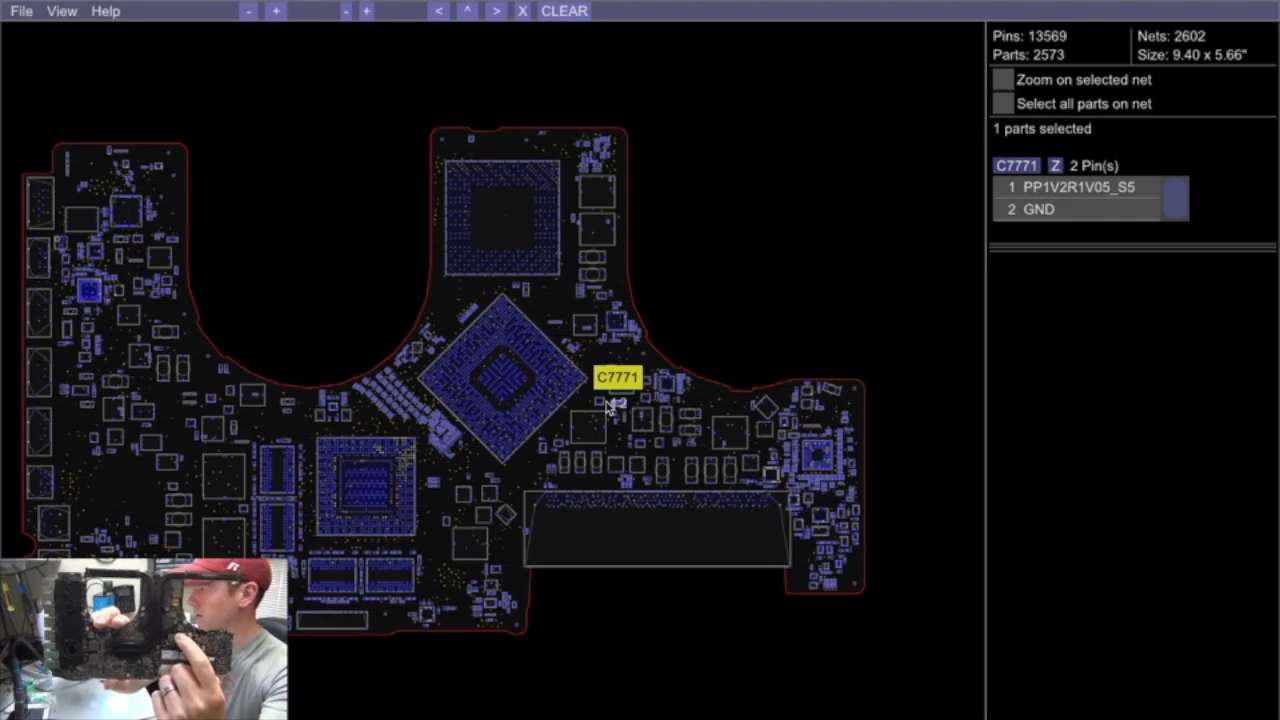 File View Help - + - + < ^ > X CLEAR
Pins: 13569 Nets: 2602
Parts: 2573 Size: 9.40 x 5.66"
Zoom on selected net
Select all parts on net
1 parts selected
C7771 Z 2 Pin(s)
1 PP1V2R1V05_S5
2 GND
C7771
R